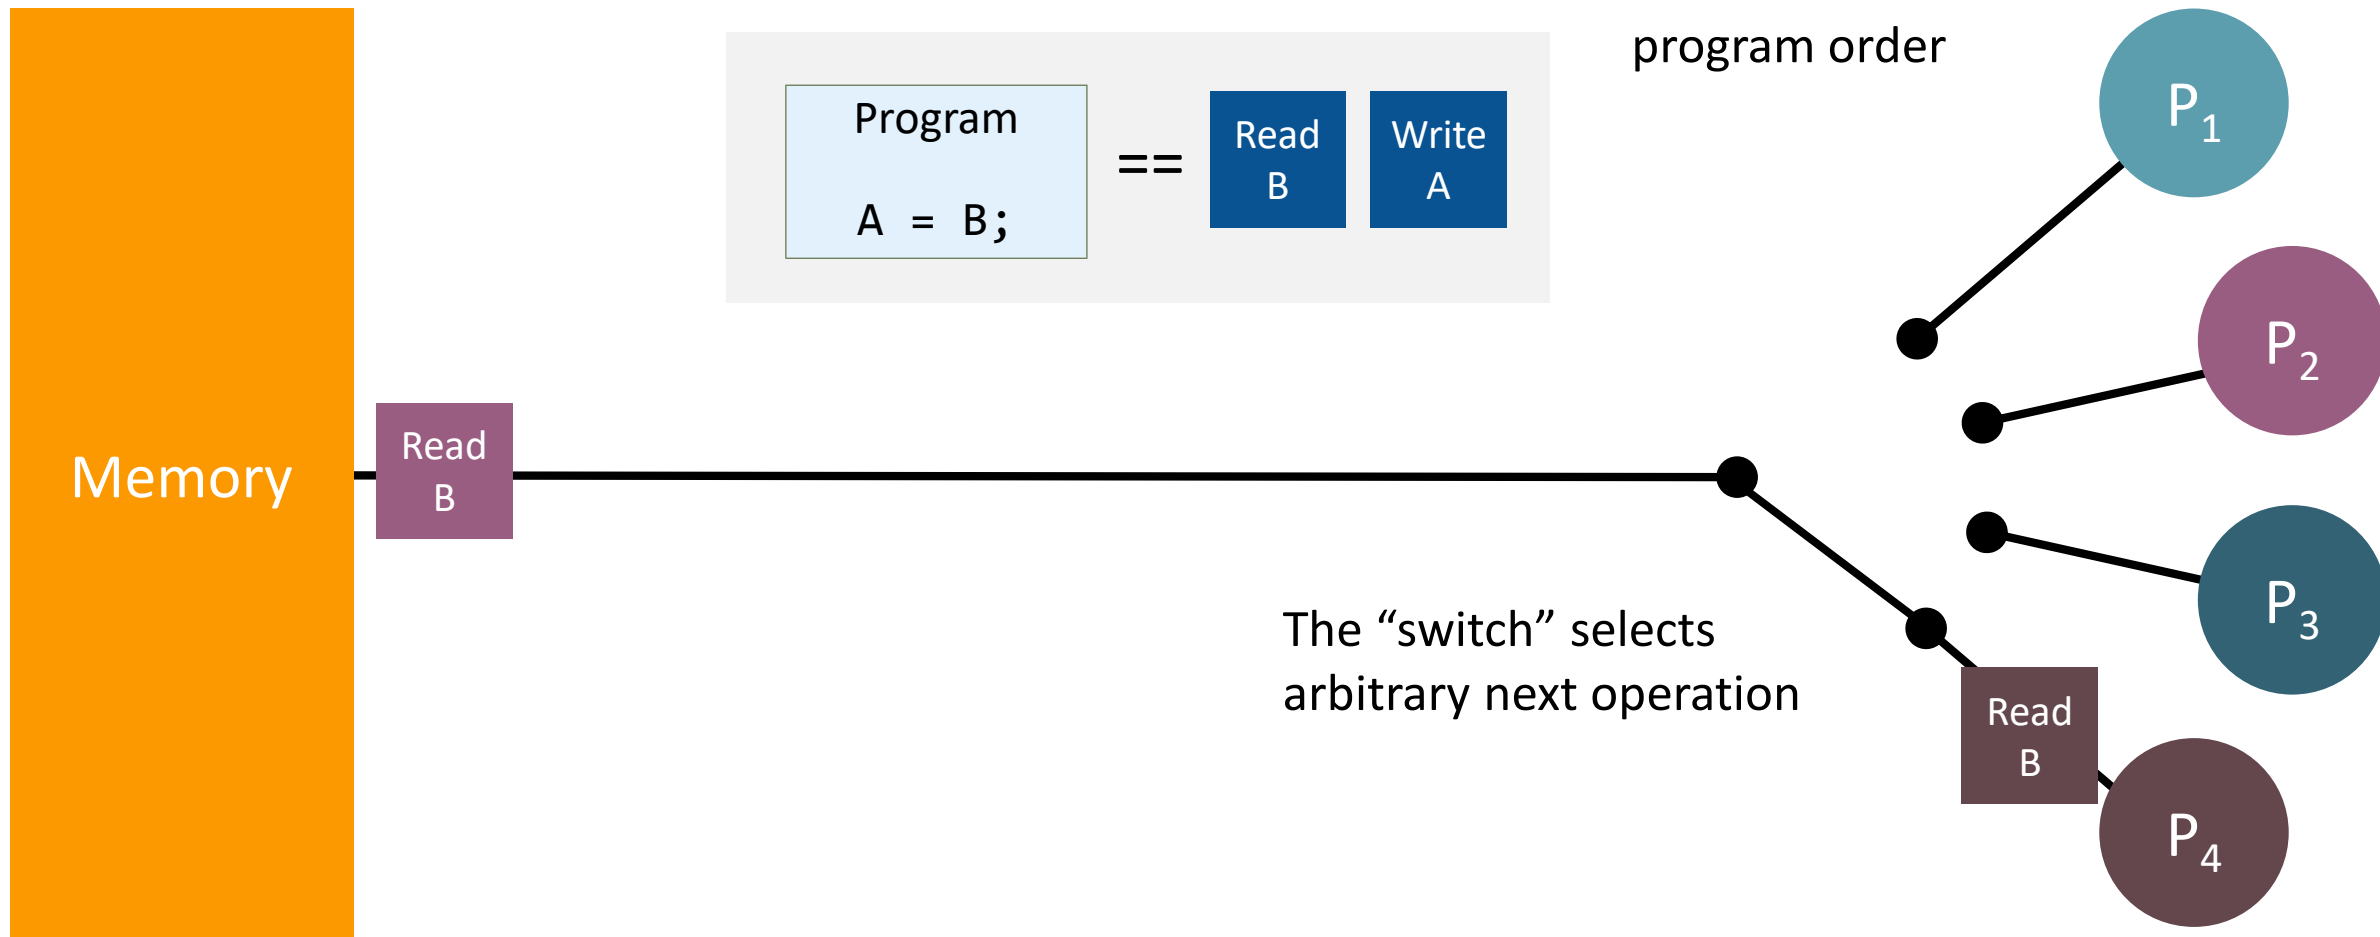 program order
Program
A = B;
==
Read
B
Write
A
P1
P2
Memory
Read
B
P3
The “switch” selects
arbitrary next operation
Read
B
P4